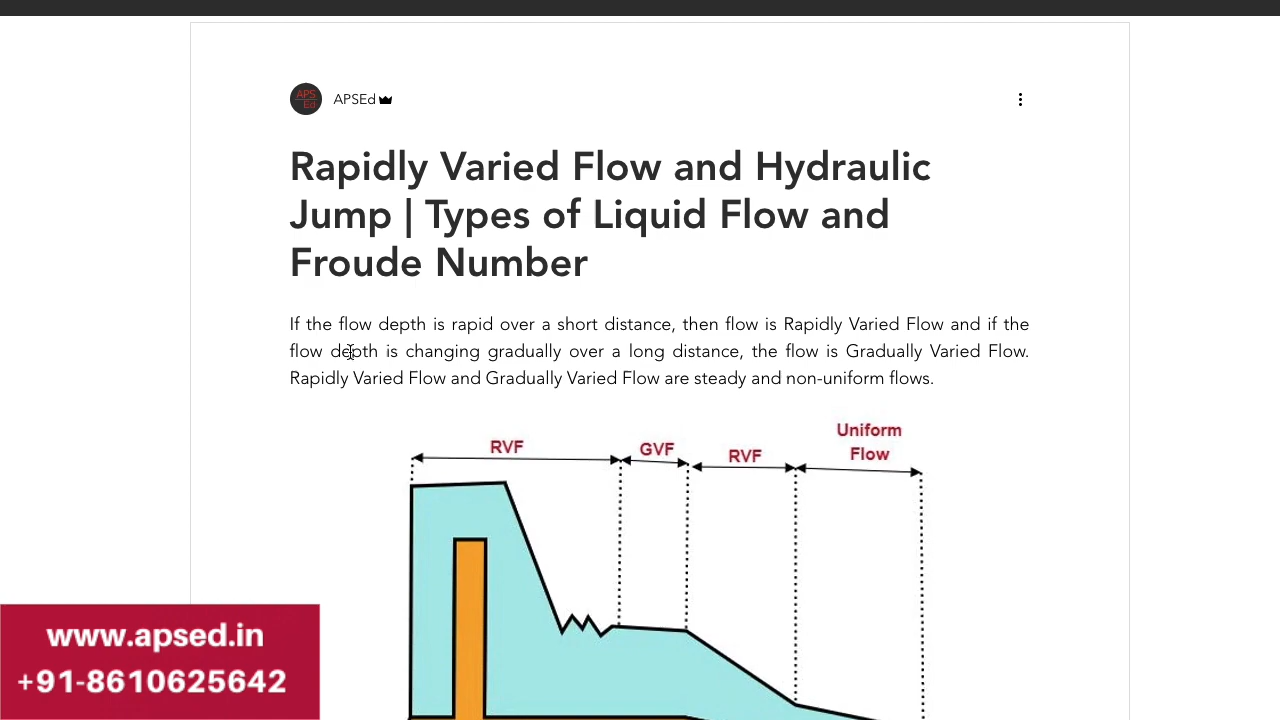 APS
Ed
APSEd
Rapidly Varied Flow and Hydraulic
Jump | Types of Liquid Flow and
Froude Number
If the flow depth is rapid over a short distance, then flow is Rapidly Varied Flow and if the
flow depth is changing gradually over a long distance, the flow is Gradually Varied Flow.
Rapidly Varied Flow and Gradually Varied Flow are steady and non-uniform flows.
RVF
GVF
RVF
Uniform
Flow
www.apsed.in
+91-8610625642